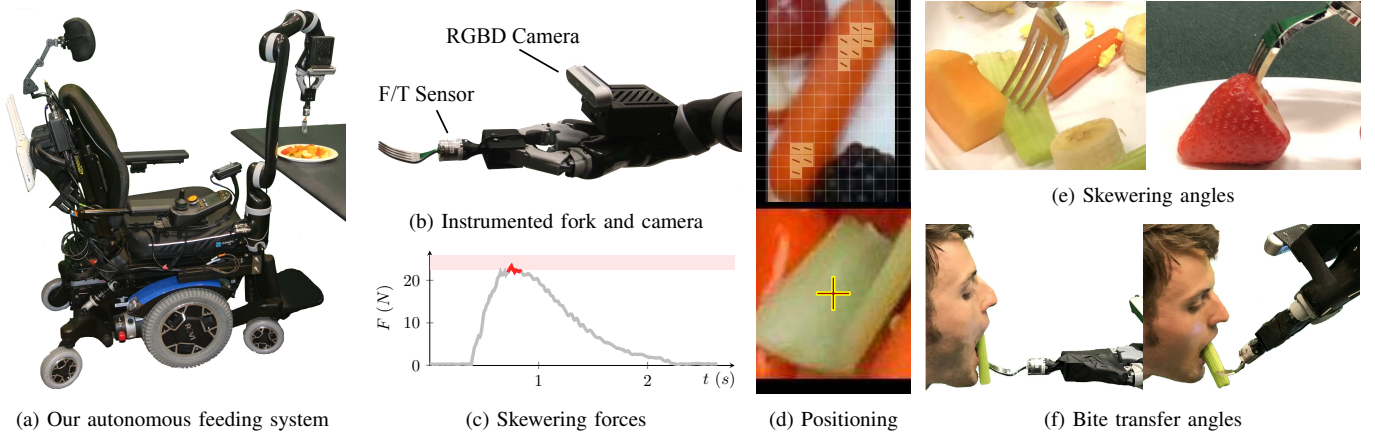 RGBD Camera
F/T Sensor
(a) Our autonomous feeding system
(b) Instrumented fork and camera
F (N)
20
0
1
2
t (s)
(c) Skewering forces
(d) Positioning
(e) Skewering angles
(f) Bite transfer angles